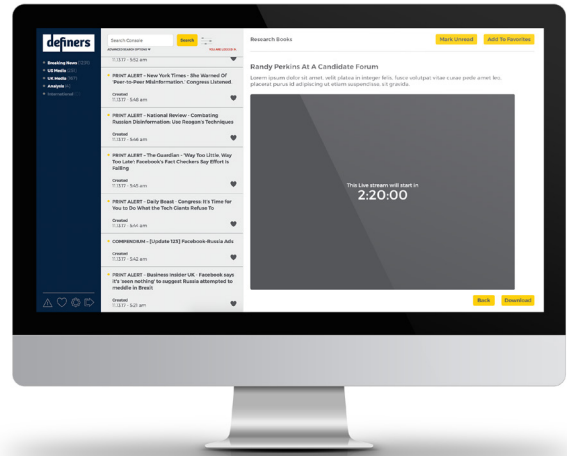 definers
Breaking News
US Media
UK Media
Analysis
International
Search Console
Search
ADVANCED SEARCH OPTIONS
11.13.17 - 5:52 am
PRINT ALERT - New York Times - She Warned Of
'Peer-to-Peer Misinformation.' Congress Listened.
Created
11.13.17 - 5:48 am
PRINT ALERT - National Review - Combating
Russian Disinformation: Use Reagan's Techniques
Created
11.13.17 - 5:46 am
PRINT ALERT - The Guardian - 'Way Too Little, Way
Too Late': Facebook's Fact Checkers Say Effort Is
Failing
Created
11.13.17 - 5:45 am
PRINT ALERT - Daily Beast - Congress: It's Time for
You to Do What the Tech Giants Refuse To
Created
11.13.17 - 5:44 am
COMPENDIUM - [Update 123] Facebook-Russia Ads
Created
11.13.17 - 5:42 am
PRINT ALERT - Business Insider UK - Facebook says
it's 'seen nothing' to suggest Russia attempted to
meddle in Brexit
Created
11.13.17 - 5:21 am
Ressearch Books
Mark Unread
Add To Favorites
Randy Perkins At A Candidate Forum
Lorem ipsum dolor sit amet, velit platea in integer felis, fusce volutpat vitae curae pede amet leo,
placerat purus id adipiscing ut etiam suspendisse, sit gravida.
This Live stream will start in
2:20:00
Back
Download